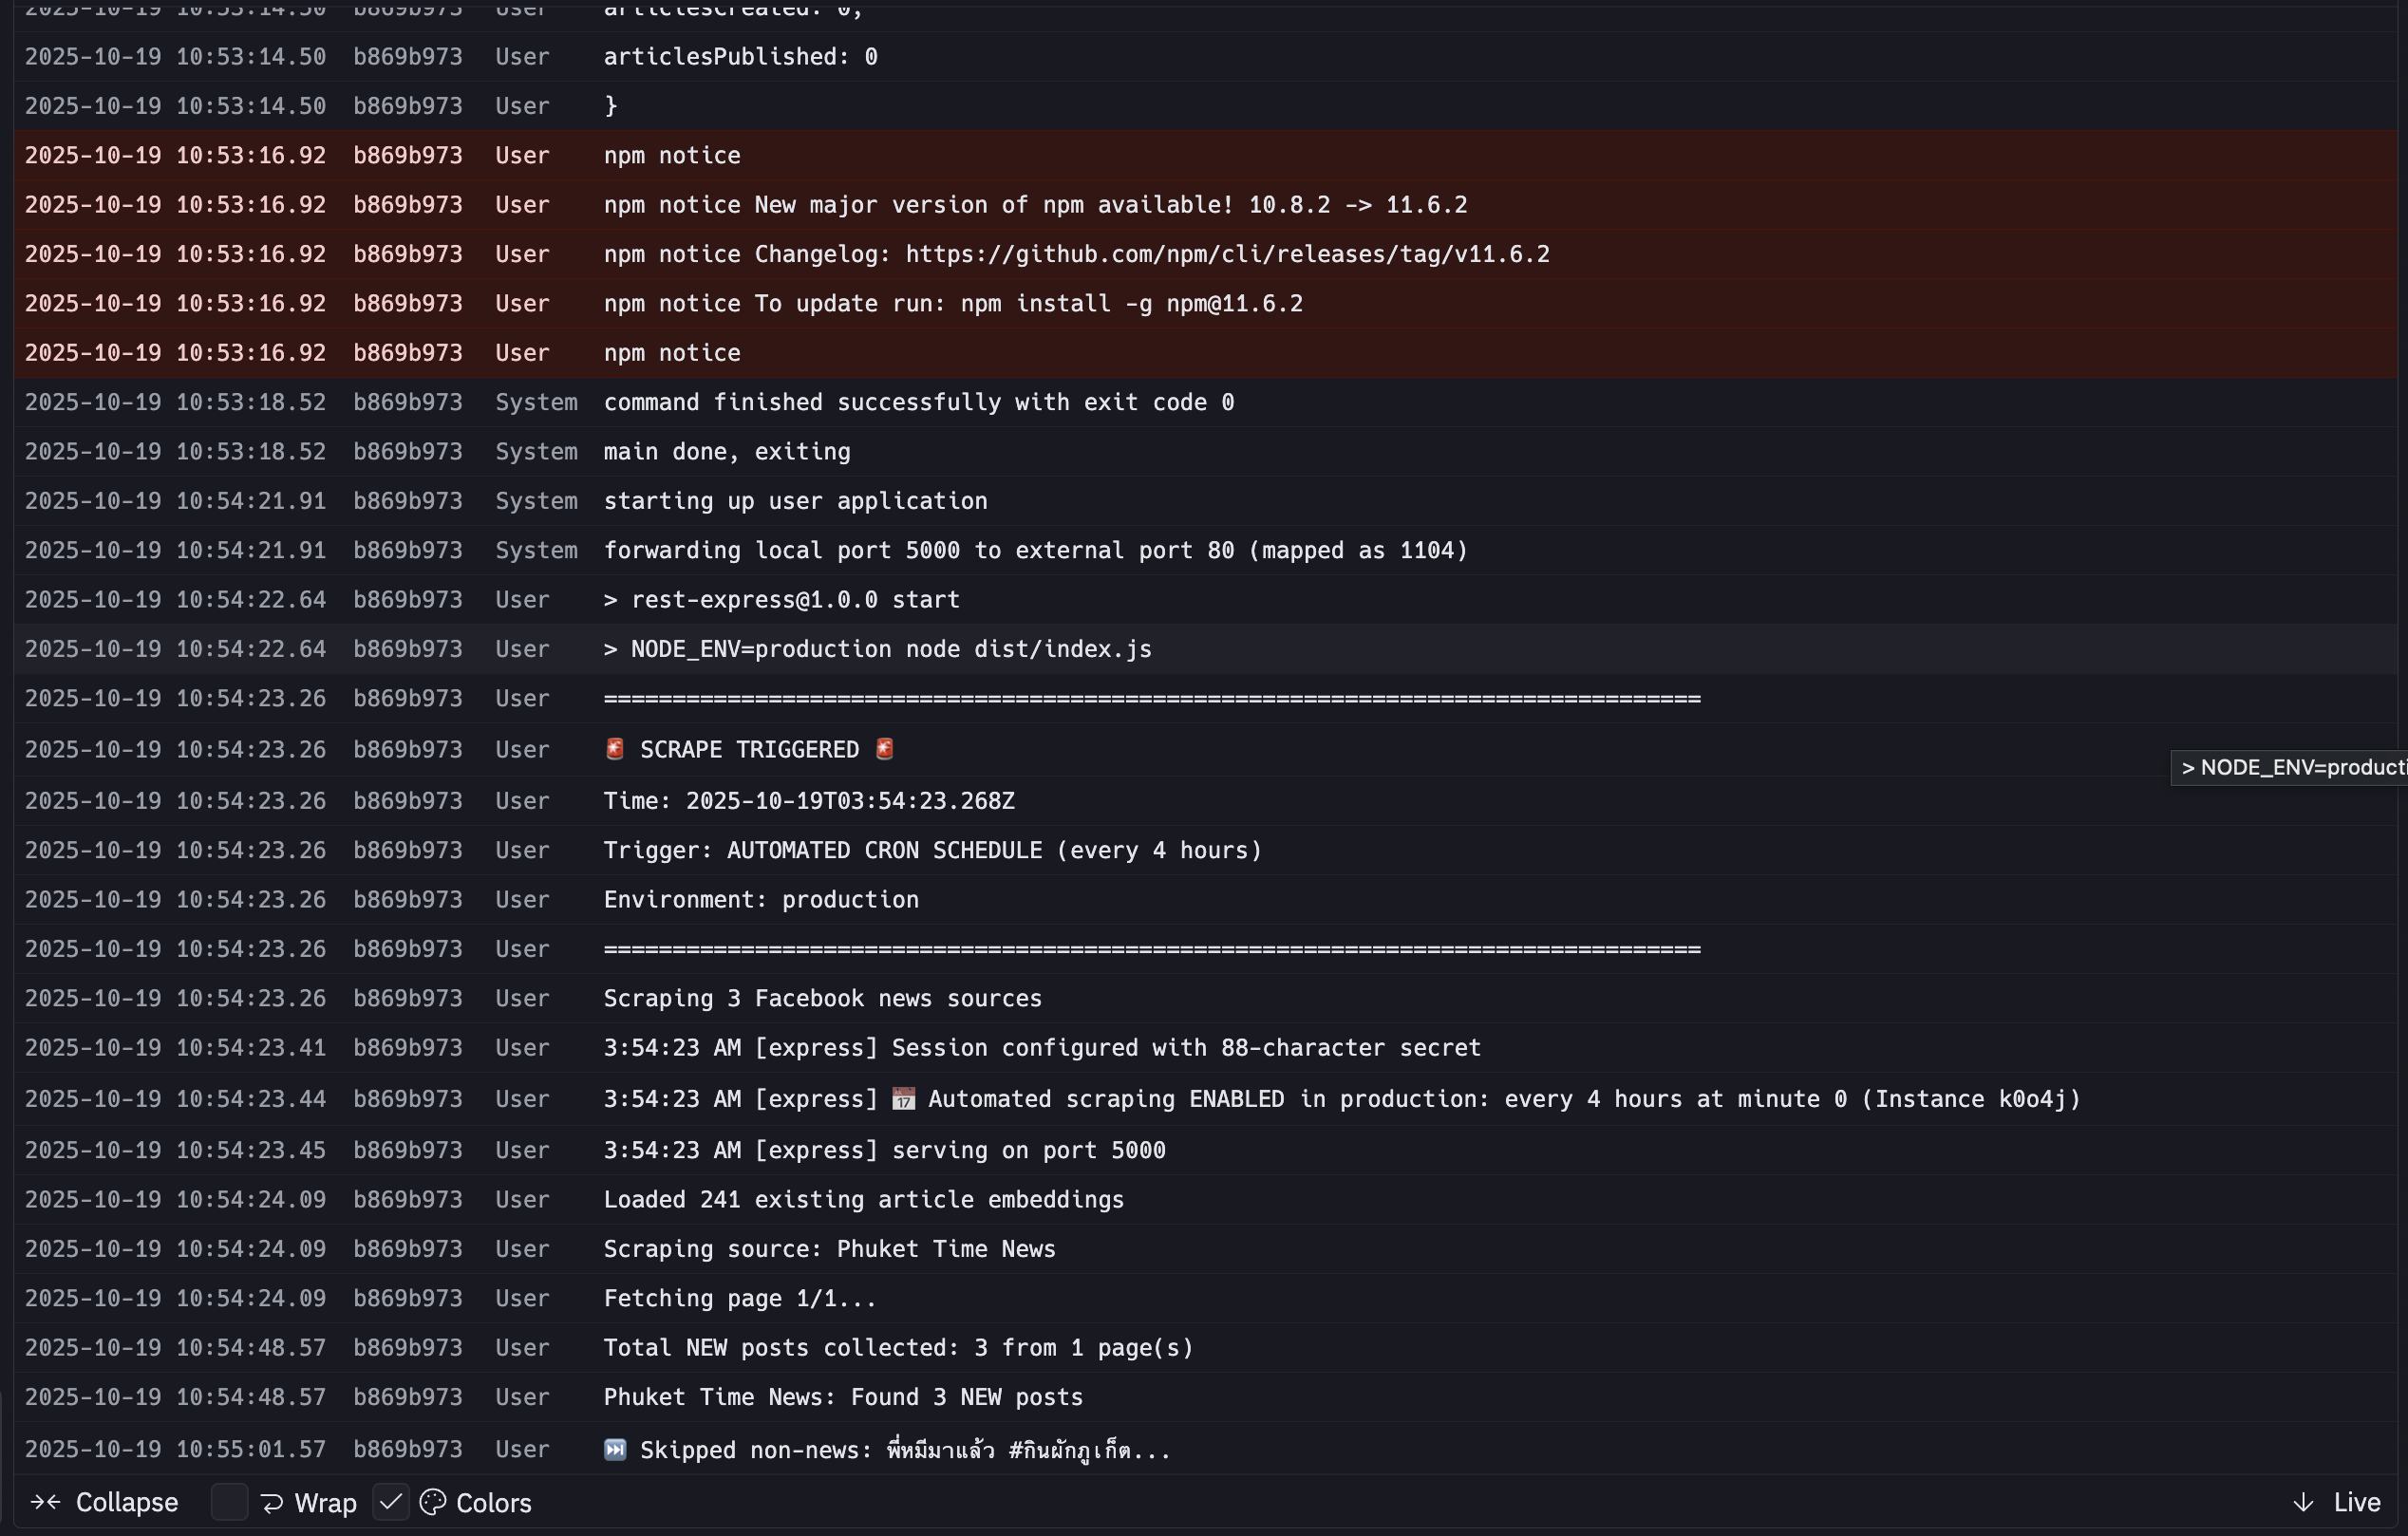 2025-10-19 10:53:14.50 b869b973 User articlesCreated: 0,
2025-10-19 10:53:14.50 b869b973 User articlesPublished: 0
2025-10-19 10:53:14.50 b869b973 User }
2025-10-19 10:53:16.92 b869b973 User npm notice
2025-10-19 10:53:16.92 b869b973 User npm notice New major version of npm available! 10.8.2 -> 11.6.2
2025-10-19 10:53:16.92 b869b973 User npm notice Changelog: https://github.com/npm/cli/releases/tag/v11.6.2
2025-10-19 10:53:16.92 b869b973 User npm notice To update run: npm install -g npm@11.6.2
2025-10-19 10:53:16.92 b869b973 User npm notice
2025-10-19 10:53:18.52 b869b973 System command finished successfully with exit code 0
2025-10-19 10:53:18.52 b869b973 System main done, exiting
2025-10-19 10:54:21.91 b869b973 System starting up user application
2025-10-19 10:54:21.91 b869b973 System forwarding local port 5000 to external port 80 (mapped as 1104)
2025-10-19 10:54:22.64 b869b973 User > rest-express@1.0.0 start
2025-10-19 10:54:22.64 b869b973 User > NODE_ENV=production node dist/index.js
2025-10-19 10:54:23.26 b869b973 User ================================================================================
2025-10-19 10:54:23.26 b869b973 User 🚨 SCRAPE TRIGGERED 🚨
> NODE_ENV=producti
2025-10-19 10:54:23.26 b869b973 User Time: 2025-10-19T03:54:23.268Z
2025-10-19 10:54:23.26 b869b973 User Trigger: AUTOMATED CRON SCHEDULE (every 4 hours)
2025-10-19 10:54:23.26 b869b973 User Environment: production
2025-10-19 10:54:23.26 b869b973 User ================================================================================
2025-10-19 10:54:23.26 b869b973 User Scraping 3 Facebook news sources
2025-10-19 10:54:23.41 b869b973 User 3:54:23 AM [express] Session configured with 88-character secret
2025-10-19 10:54:23.44 b869b973 User 3:54:23 AM [express] 📅 Automated scraping ENABLED in production: every 4 hours at minute 0 (Instance k0o4j)
2025-10-19 10:54:23.45 b869b973 User 3:54:23 AM [express] serving on port 5000
2025-10-19 10:54:24.09 b869b973 User Loaded 241 existing article embeddings
2025-10-19 10:54:24.09 b869b973 User Scraping source: Phuket Time News
2025-10-19 10:54:24.09 b869b973 User Fetching page 1/1...
2025-10-19 10:54:48.57 b869b973 User Total NEW posts collected: 3 from 1 page(s)
2025-10-19 10:54:48.57 b869b973 User Phuket Time News: Found 3 NEW posts
2025-10-19 10:55:01.57 b869b973 User ⏭️ Skipped non-news: พี่หมีมาแล้ว #กินผักภูเก็ต...
Collapse Wrap Colors Live